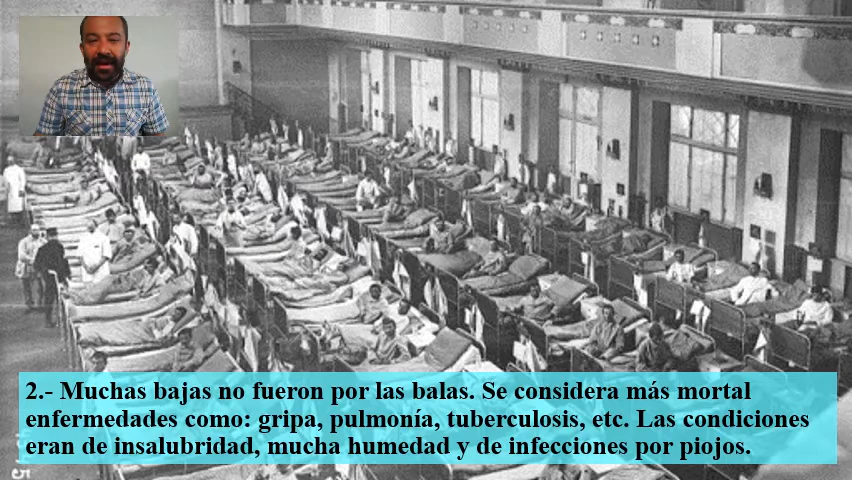 2.- Muchas bajas no fueron por las balas. Se considera más mortal
enfermedades como: gripa, pulmonía, tuberculosis, etc. Las condiciones
eran de insalubridad, mucha humedad y de infecciones por piojos.